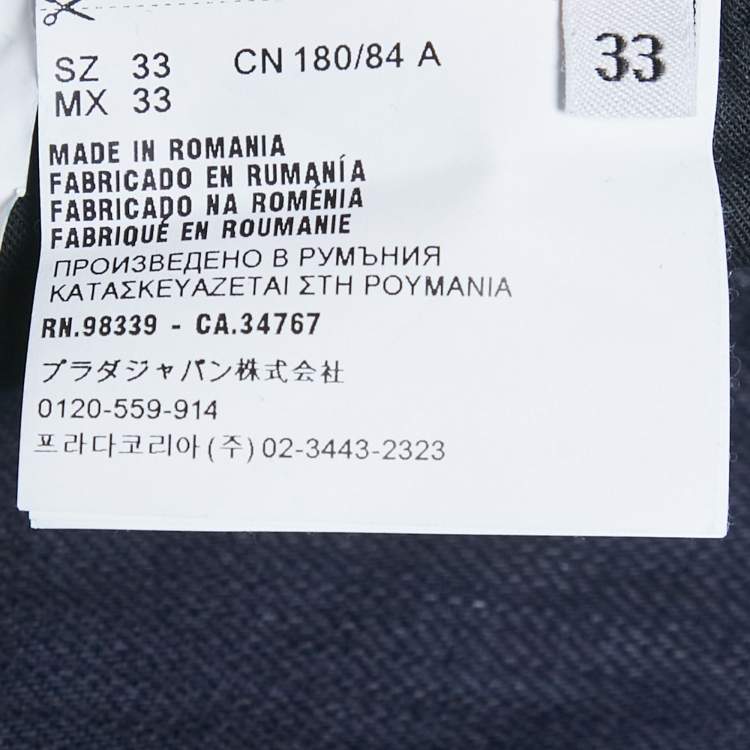 SZ 33 CN 180/84 A
33
MX 33
MADE IN ROMANIA
FABRICADO EN RUMANÍA
FABRICADO NA ROMÉNIA
FABRIQUÉ EN ROUMANIE
ПРОИЗВЕДЕНО В РУМЪНИЯ
ΚΑΤΑΣΚΕΥΑΖΕΤΑΙ ΣΤΗ ΡΟΥΜΑΝΙΑ
RN.98339 - CA.34767
プラダジャパン株式会社
0120-559-914
프라다코리아(주) 02-3443-2323